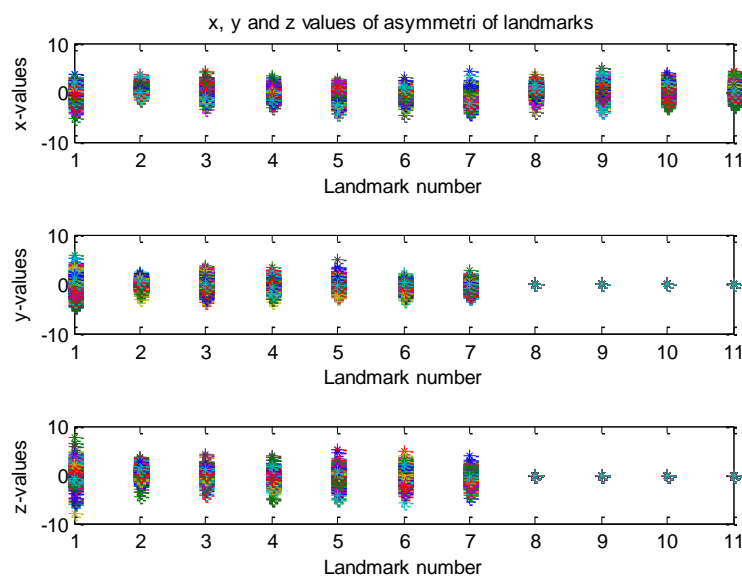 x, y and z values of asymmetri of landmarks
10
0
-10
x-values
1 2 3 4 5 6 7 8 9 10 11
Landmark number
10
0
-10
y-values
1 2 3 4 5 6 7 8 9 10 11
Landmark number
10
0
-10
z-values
1 2 3 4 5 6 7 8 9 10 11
Landmark number